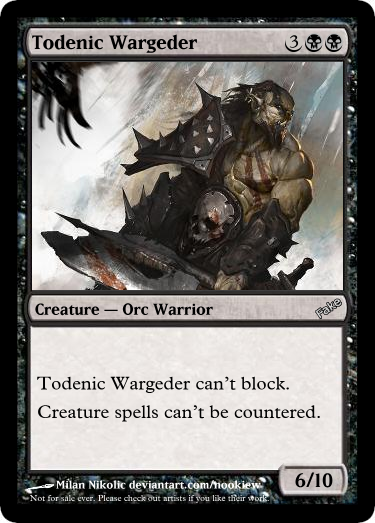 Todenic Wargeder 3
Creature — Orc Warrior Fake
Todenic Wargeder can't block.
Creature spells can't be countered.
Milan Nikolic deviantart.com/nookiew
6/10
Not for sale ever. Please check out artists if you like their work.